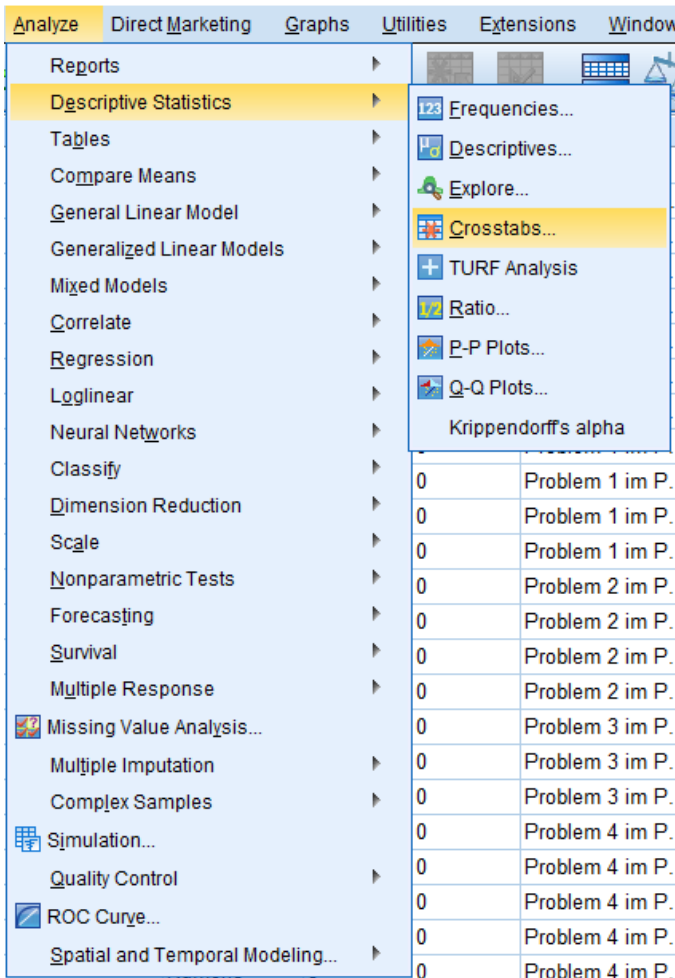 Analyze Direct Marketing Graphs Utilities Extensions Window
Reports
Descriptive Statistics
Tables
Compare Means
General Linear Model
Generalized Linear Models
Mixed Models
Correlate
Regression
Loglinear
Neural Networks
Classify
Dimension Reduction
Scale
Nonparametric Tests
Forecasting
Survival
Multiple Response
Missing Value Analysis...
Multiple Imputation
Complex Samples
Simulation...
Quality Control
ROC Curve...
Spatial and Temporal Modeling...
123 Frequencies...
μσ Descriptives...
Explore...
Crosstabs...
TURF Analysis
1/2 Ratio...
P-P Plots...
Q-Q Plots...
Krippendorff's alpha
0 Problem 1 im P.
0 Problem 1 im P.
0 Problem 1 im P.
0 Problem 2 im P.
0 Problem 2 im P.
0 Problem 2 im P.
0 Problem 2 im P.
0 Problem 3 im P.
0 Problem 3 im P.
0 Problem 3 im P.
0 Problem 4 im P.
0 Problem 4 im P.
0 Problem 4 im P.
0 Problem 4 im P.
0 Problem 4 im P.